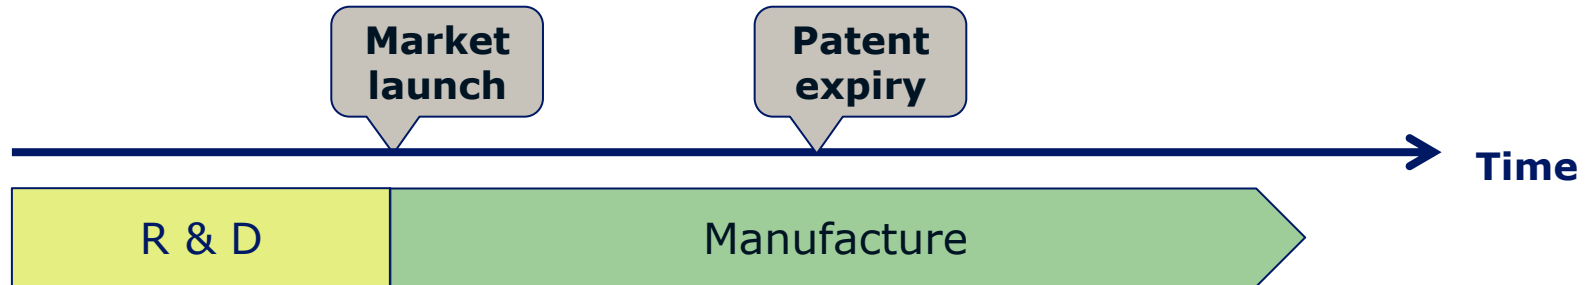 Market
launch
Patent
expiry
Time
R & D
Manufacture